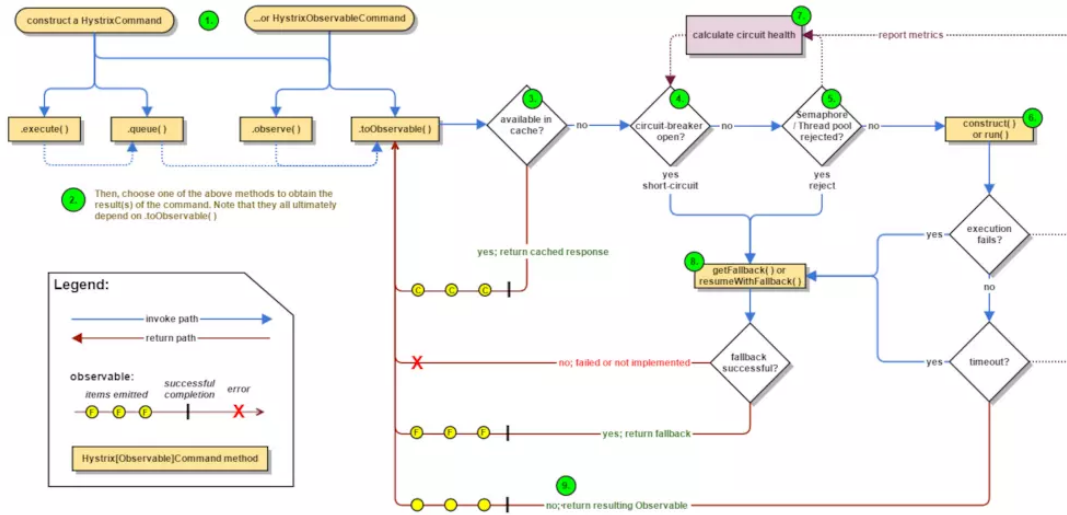 construct a HystrixCommand
1.
...or HystrixObservableCommand
7.
calculate circuit health
report metrics
3.
available in
cache?
no
4.
circuit-breaker
open?
no
5.
Semaphore
/ Thread pool
rejected?
no
6.
construct( )
or run( )
.execute( )
.queue( )
.observe( )
.toObservable( )
yes
short-circuit
yes
reject
2.
Then, choose one of the above methods to obtain the
result(s) of the command. Note that they all ultimately
depend on .toObservable( )
yes
execution
fails?
yes; return cached response
8.
getFallback( ) or
resumeWithFallback( )
no
C C C
Legend:
invoke path
return path
observable:
items emitted
successful
completion
error
F F F
X
Hystrix[Observable]Command method
X
no; failed or not implemented
fallback
successful?
yes
timeout?
F F F
yes; return fallback
9.
no; return resulting Observable